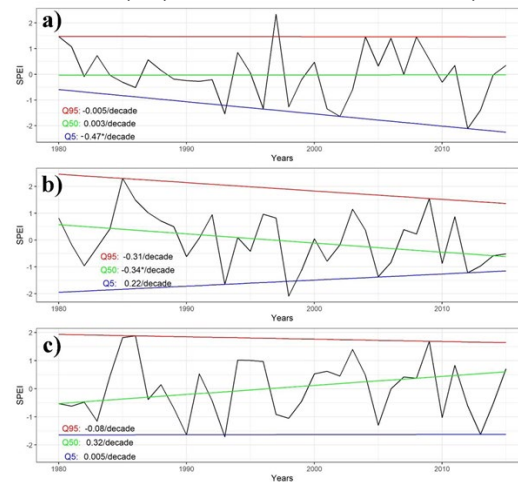 a)
2
1
0
-1
-2
SPEI
Q95: -0.005/decade
Q50: 0.003/decade
Q5: -0.47*/decade
1980
1990
2000
2010
Years
b)
2
1
0
-1
-2
SPEI
Q95: -0.31/decade
Q50: -0.34*/decade
Q5: 0.22/decade
1980
1990
2000
2010
Years
c)
2
1
0
-1
-2
SPEI
Q95: -0.08/decade
Q50: 0.32/decade
Q5: 0.005/decade
1980
1990
2000
2010
Years